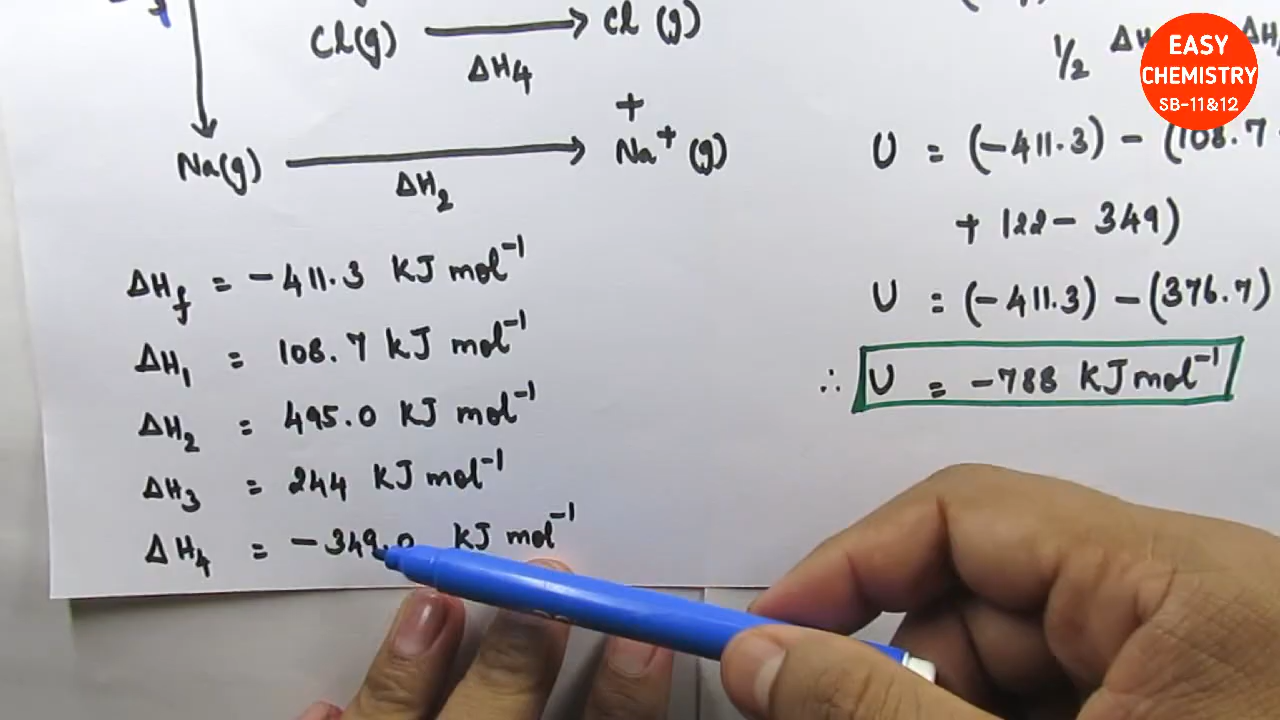 Cl(g) → Cl (g)
ΔH₄
+
Na(g) → Na⁺ (g)
ΔH₂
ΔHf = -411.3 KJ mol⁻¹
ΔH₁ = 108.7 KJ mol⁻¹
ΔH₂ = 495.0 KJ mol⁻¹
ΔH₃ = 244 KJ mol⁻¹
ΔH₄ = -349.0 kJ mol⁻¹
1/2 ΔH
U = (-411.3) - (108.7
+ 122 - 349)
U = (-411.3) - (376.7)
∴ U = -788 KJ mol⁻¹
EASY
CHEMISTRY
SB-11&12